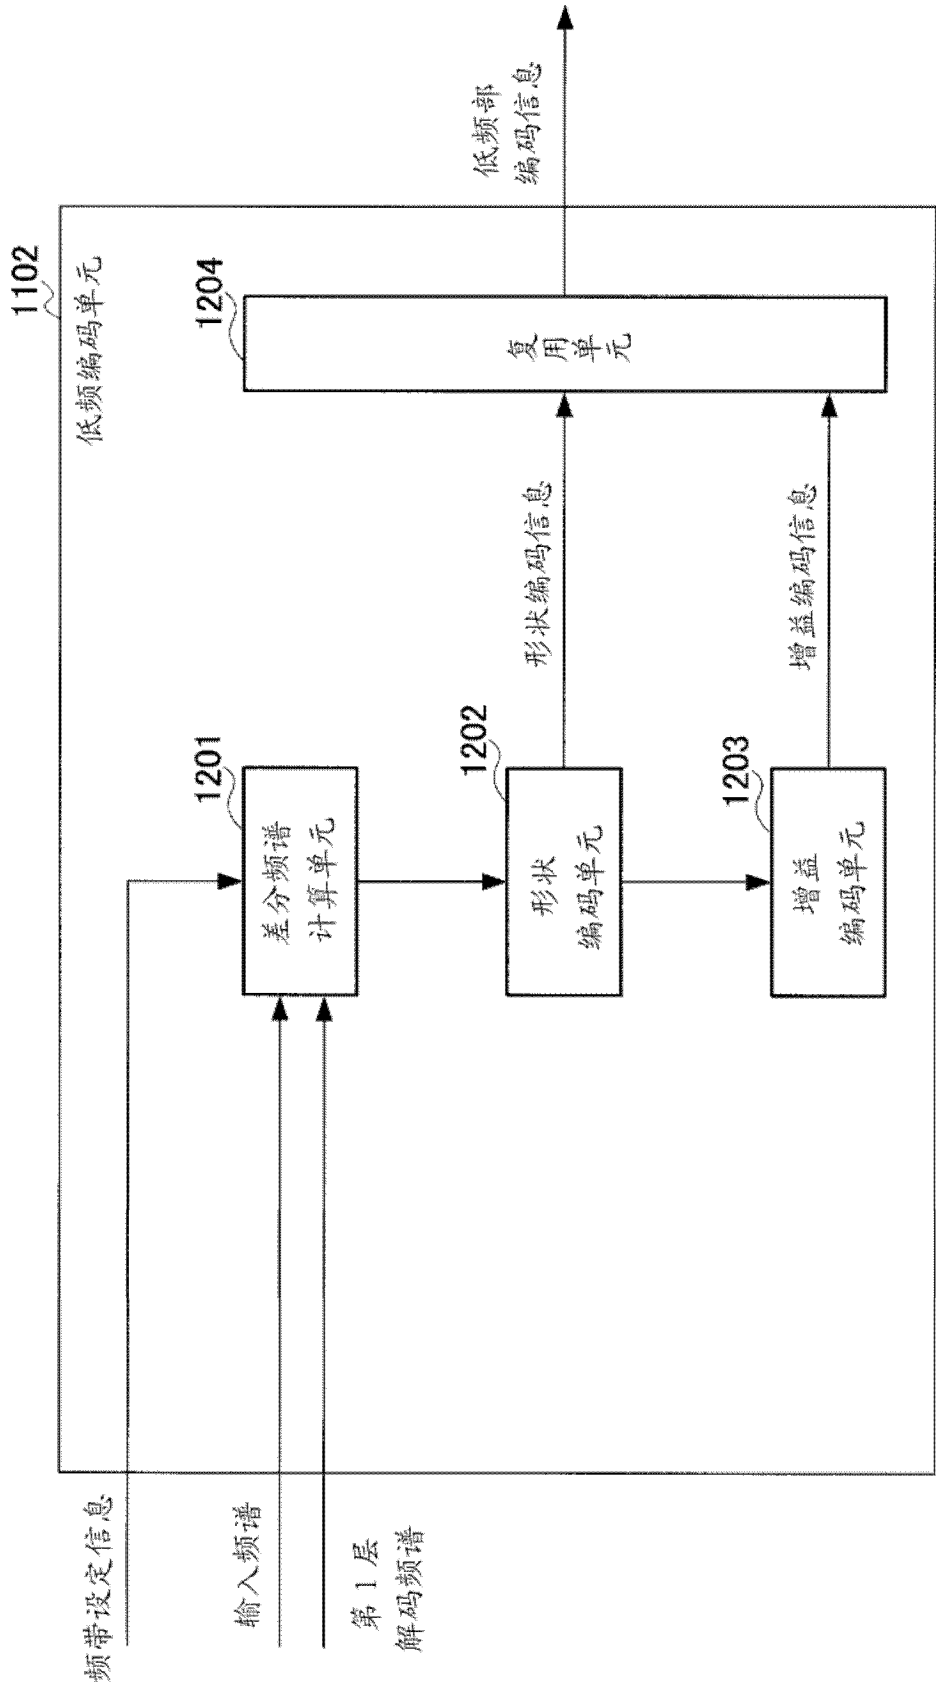 1102
低频编码单元
频带设定信息
输入频谱
第1层
解码频谱
1201
差分频谱
计算单元
1202
形状
编码单元
1203
增益
编码单元
形状编码信息
增益编码信息
1204
复用单元
低频部
编码信息